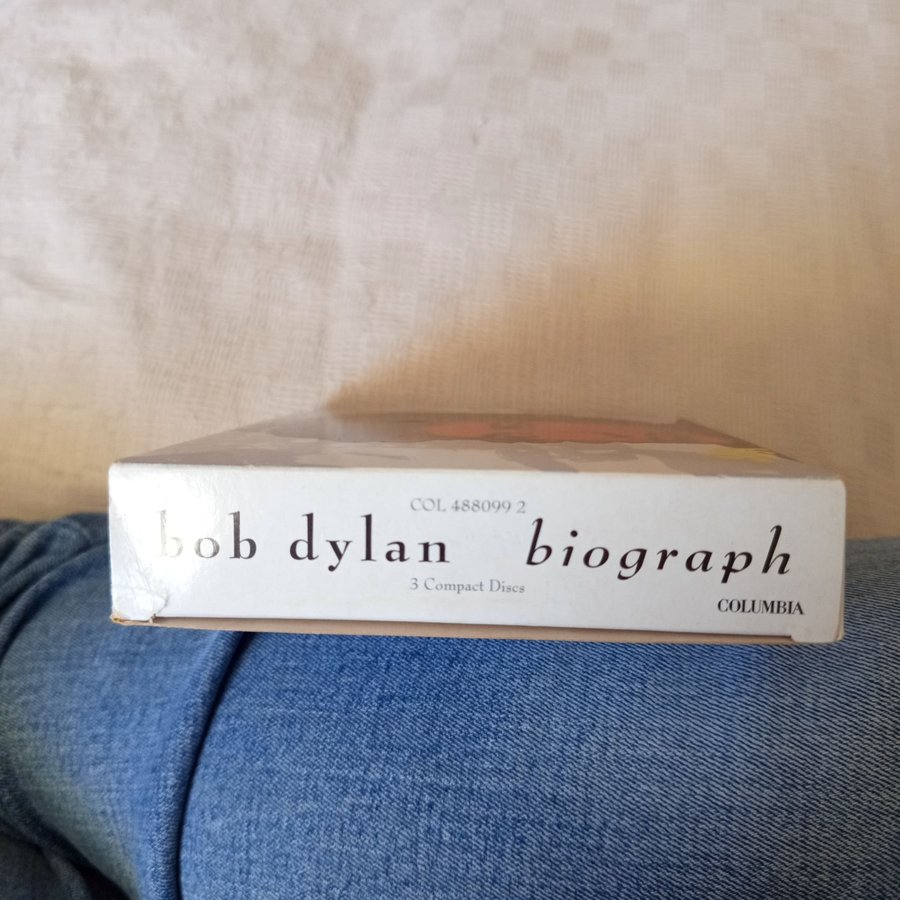 COL 488099 2
bob dylan biograph
3 Compact Discs
COLUMBIA